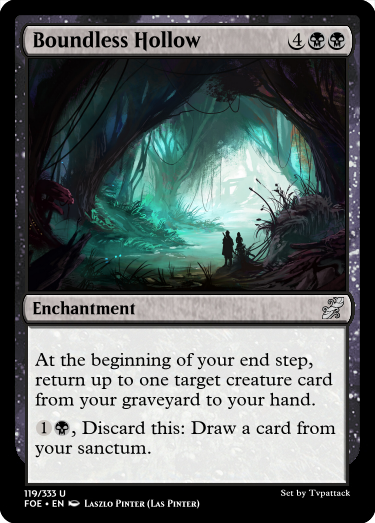 Boundless Hollow 4
Enchantment
At the beginning of your end step,
return up to one target creature card
from your graveyard to your hand.
1 , Discard this: Draw a card from
your sanctum.
119/333 U Set by Tvpattack
FOE • EN Laszlo Pinter (Las Pinter)